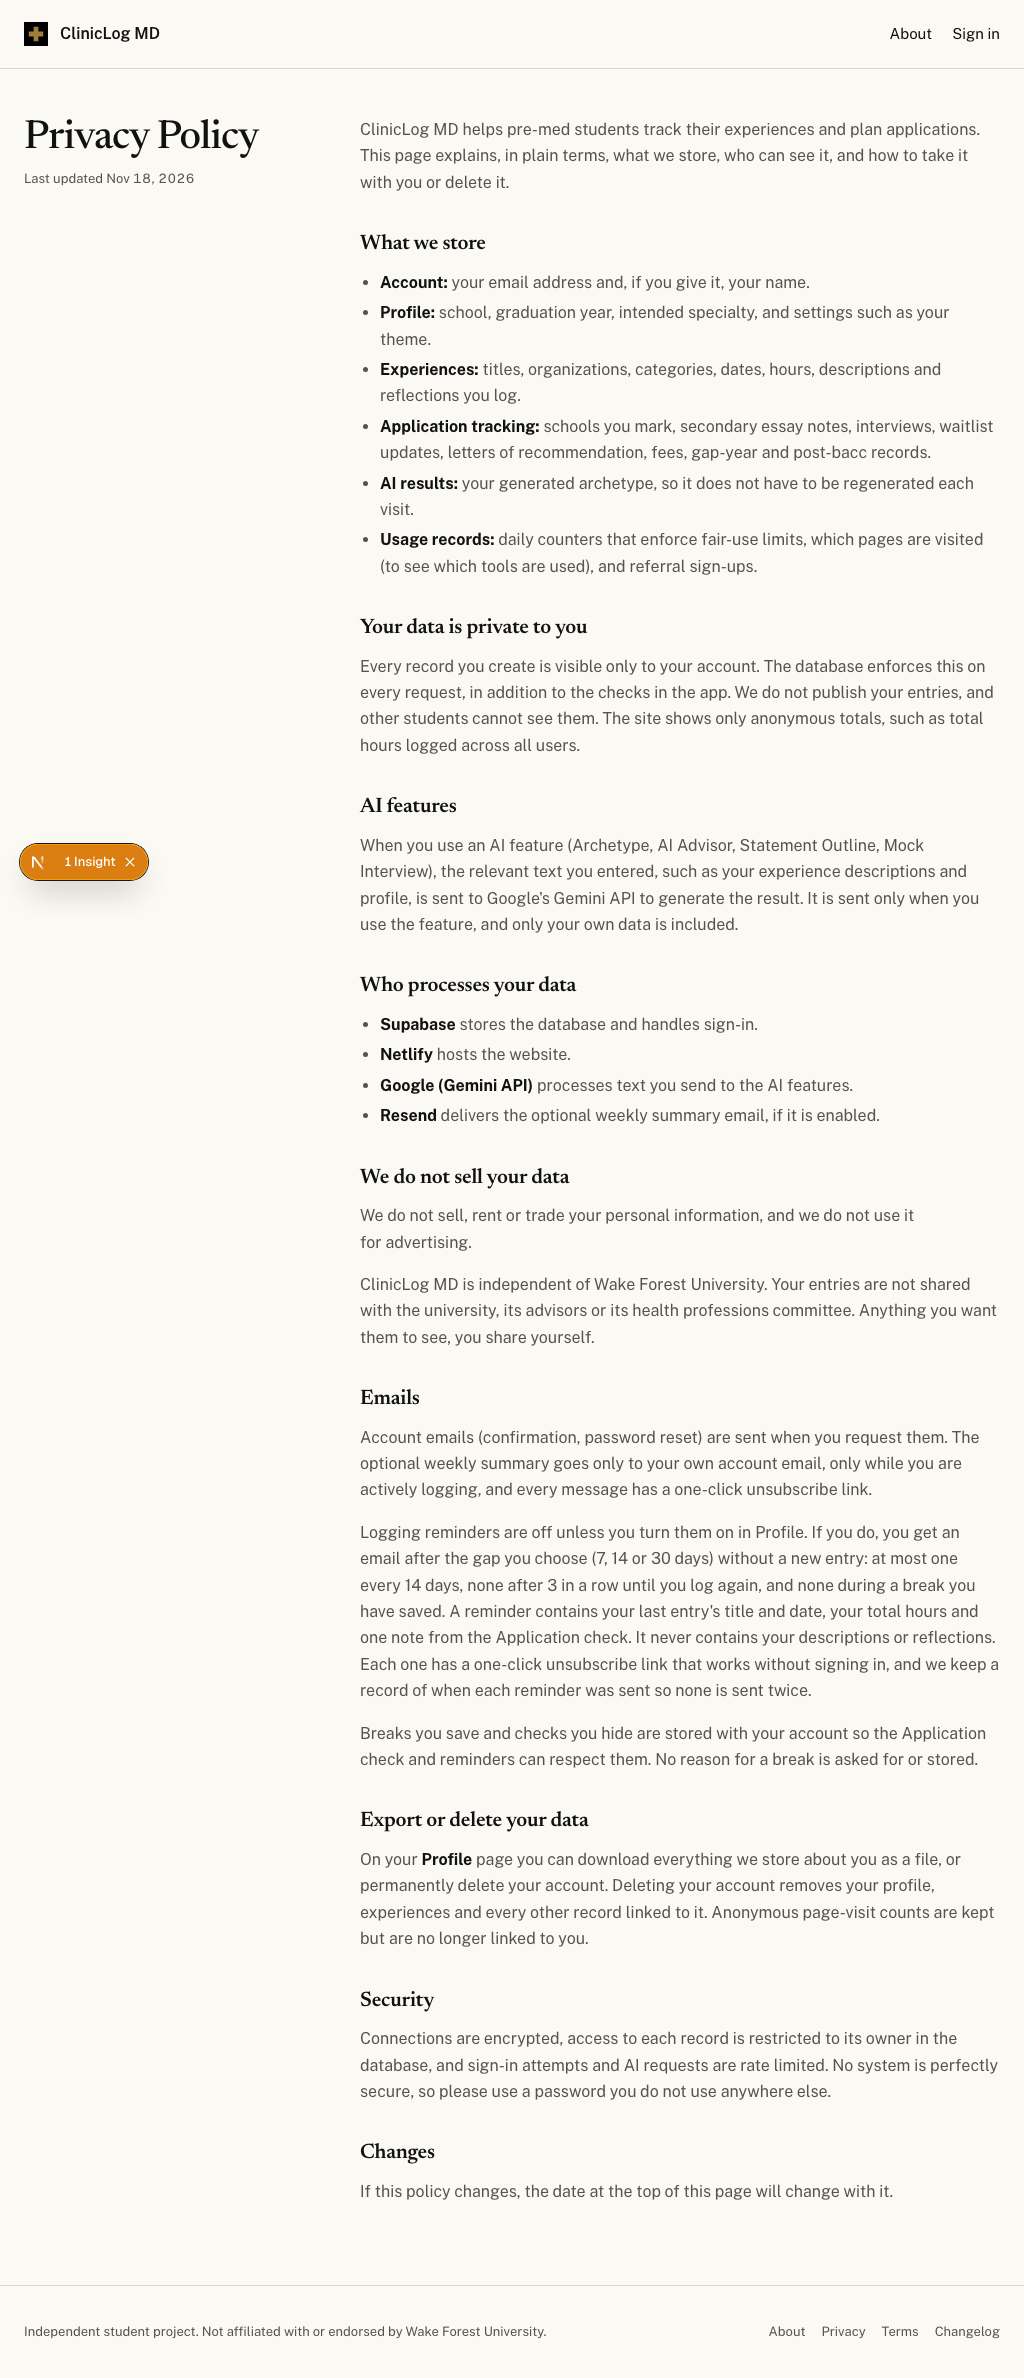 ClinicLog MD
About
Sign in
Privacy Policy
Last updated Nov 18, 2026
ClinicLog MD helps pre-med students track their experiences and plan applications.
This page explains, in plain terms, what we store, who can see it, and how to take it
with you or delete it.
What we store
• Account: your email address and, if you give it, your name.
• Profile: school, graduation year, intended specialty, and settings such as your
theme.
• Experiences: titles, organizations, categories, dates, hours, descriptions and
reflections you log.
• Application tracking: schools you mark, secondary essay notes, interviews, waitlist
updates, letters of recommendation, fees, gap-year and post-bacc records.
• AI results: your generated archetype, so it does not have to be regenerated each
visit.
• Usage records: daily counters that enforce fair-use limits, which pages are visited
(to see which tools are used), and referral sign-ups.
Your data is private to you
Every record you create is visible only to your account. The database enforces this on
every request, in addition to the checks in the app. We do not publish your entries, and
other students cannot see them. The site shows only anonymous totals, such as total
hours logged across all users.
AI features
When you use an AI feature (Archetype, AI Advisor, Statement Outline, Mock
Interview), the relevant text you entered, such as your experience descriptions and
profile, is sent to Google's Gemini API to generate the result. It is sent only when you
use the feature, and only your own data is included.
N 1 Insight ×
Who processes your data
• Supabase stores the database and handles sign-in.
• Netlify hosts the website.
• Google (Gemini API) processes text you send to the AI features.
• Resend delivers the optional weekly summary email, if it is enabled.
We do not sell your data
We do not sell, rent or trade your personal information, and we do not use it
for advertising.
ClinicLog MD is independent of Wake Forest University. Your entries are not shared
with the university, its advisors or its health professions committee. Anything you want
them to see, you share yourself.
Emails
Account emails (confirmation, password reset) are sent when you request them. The
optional weekly summary goes only to your own account email, only while you are
actively logging, and every message has a one-click unsubscribe link.
Logging reminders are off unless you turn them on in Profile. If you do, you get an
email after the gap you choose (7, 14 or 30 days) without a new entry: at most one
every 14 days, none after 3 in a row until you log again, and none during a break you
have saved. A reminder contains your last entry's title and date, your total hours and
one note from the Application check. It never contains your descriptions or reflections.
Each one has a one-click unsubscribe link that works without signing in, and we keep a
record of when each reminder was sent so none is sent twice.
Breaks you save and checks you hide are stored with your account so the Application
check and reminders can respect them. No reason for a break is asked for or stored.
Export or delete your data
On your Profile page you can download everything we store about you as a file, or
permanently delete your account. Deleting your account removes your profile,
experiences and every other record linked to it. Anonymous page-visit counts are kept
but are no longer linked to you.
Security
Connections are encrypted, access to each record is restricted to its owner in the
database, and sign-in attempts and AI requests are rate limited. No system is perfectly
secure, so please use a password you do not use anywhere else.
Changes
If this policy changes, the date at the top of this page will change with it.
Independent student project. Not affiliated with or endorsed by Wake Forest University.
About
Privacy
Terms
Changelog